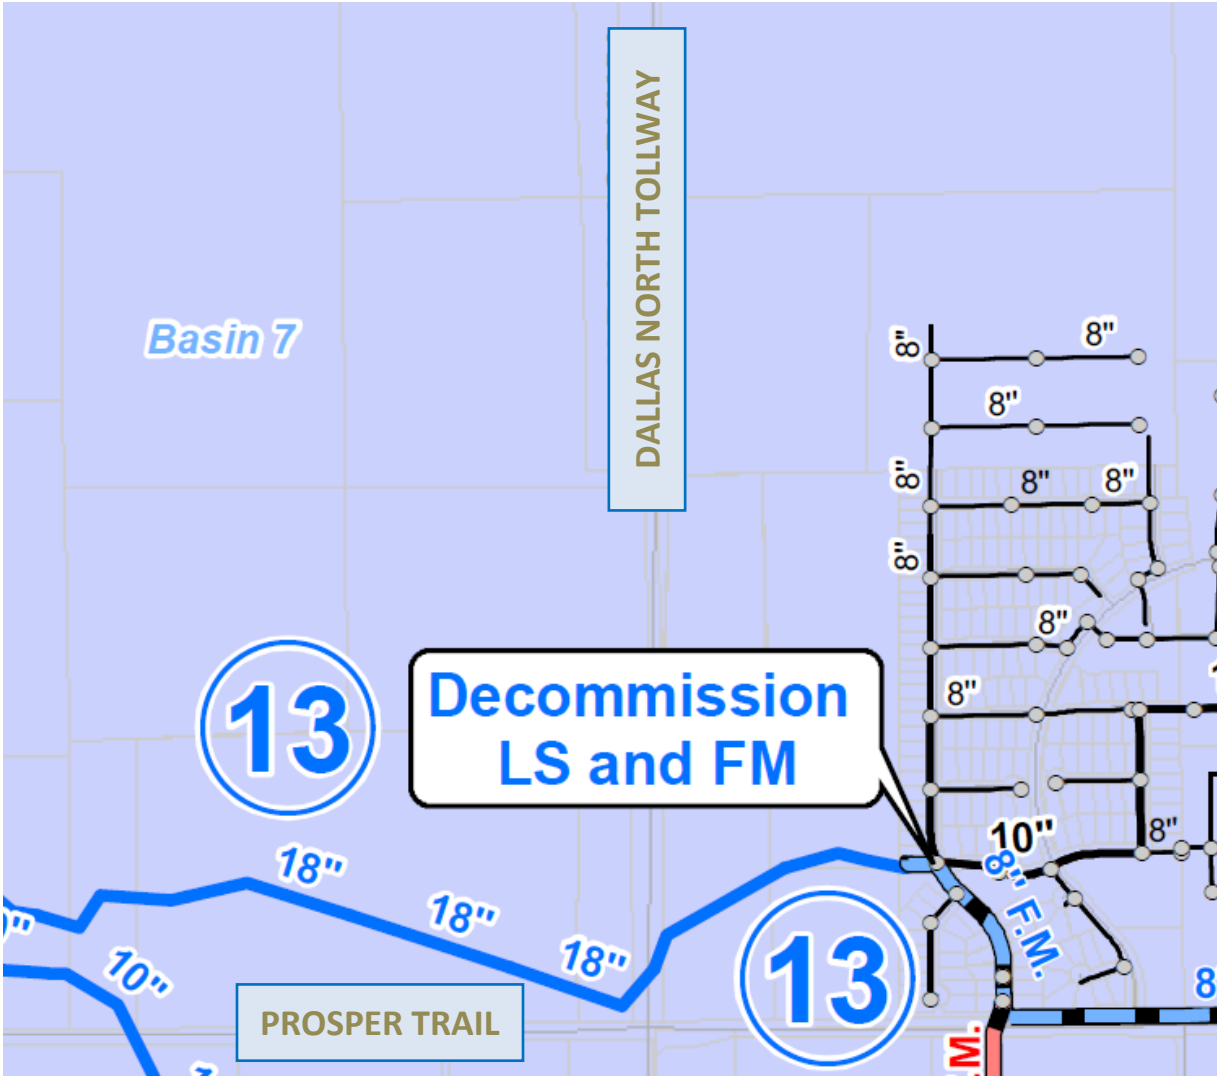 DALLAS NORTH TOLLWAY
Basin 7
8"
8"
8"
8"
8"
8"
8"
8"
8"
13
Decommission
LS and FM
10"
8"
8" F.M.
18"
18"
18"
10"
13
8
PROSPER TRAIL
.M.